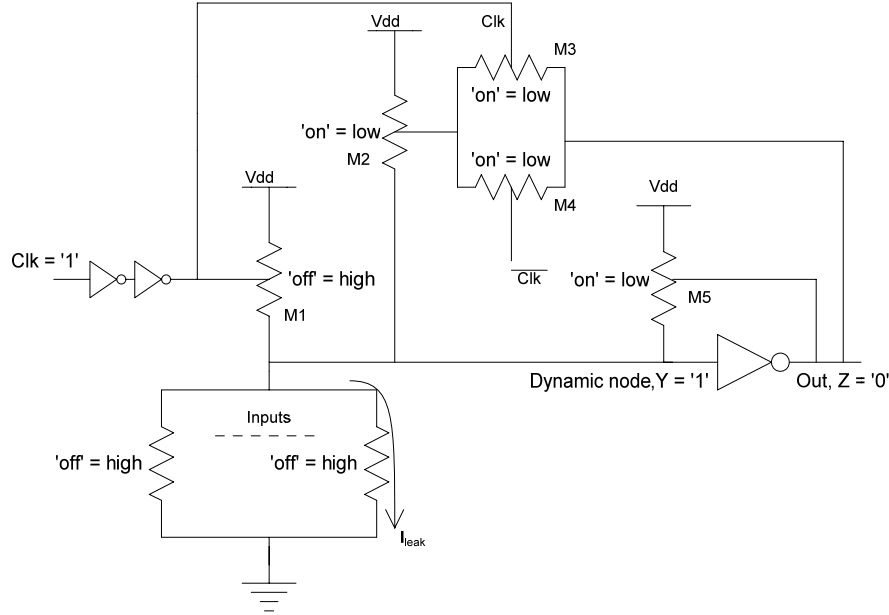 Clk
Vdd
M3
'on' = low
'on' = low
M2
'on' = low
M4
Vdd
Vdd
Clk = '1'
'off' = high
M1
Clk
'on' = low
M5
Dynamic node,Y = '1'
Out, Z = '0'
Inputs
'off' = high
'off' = high
Ileak